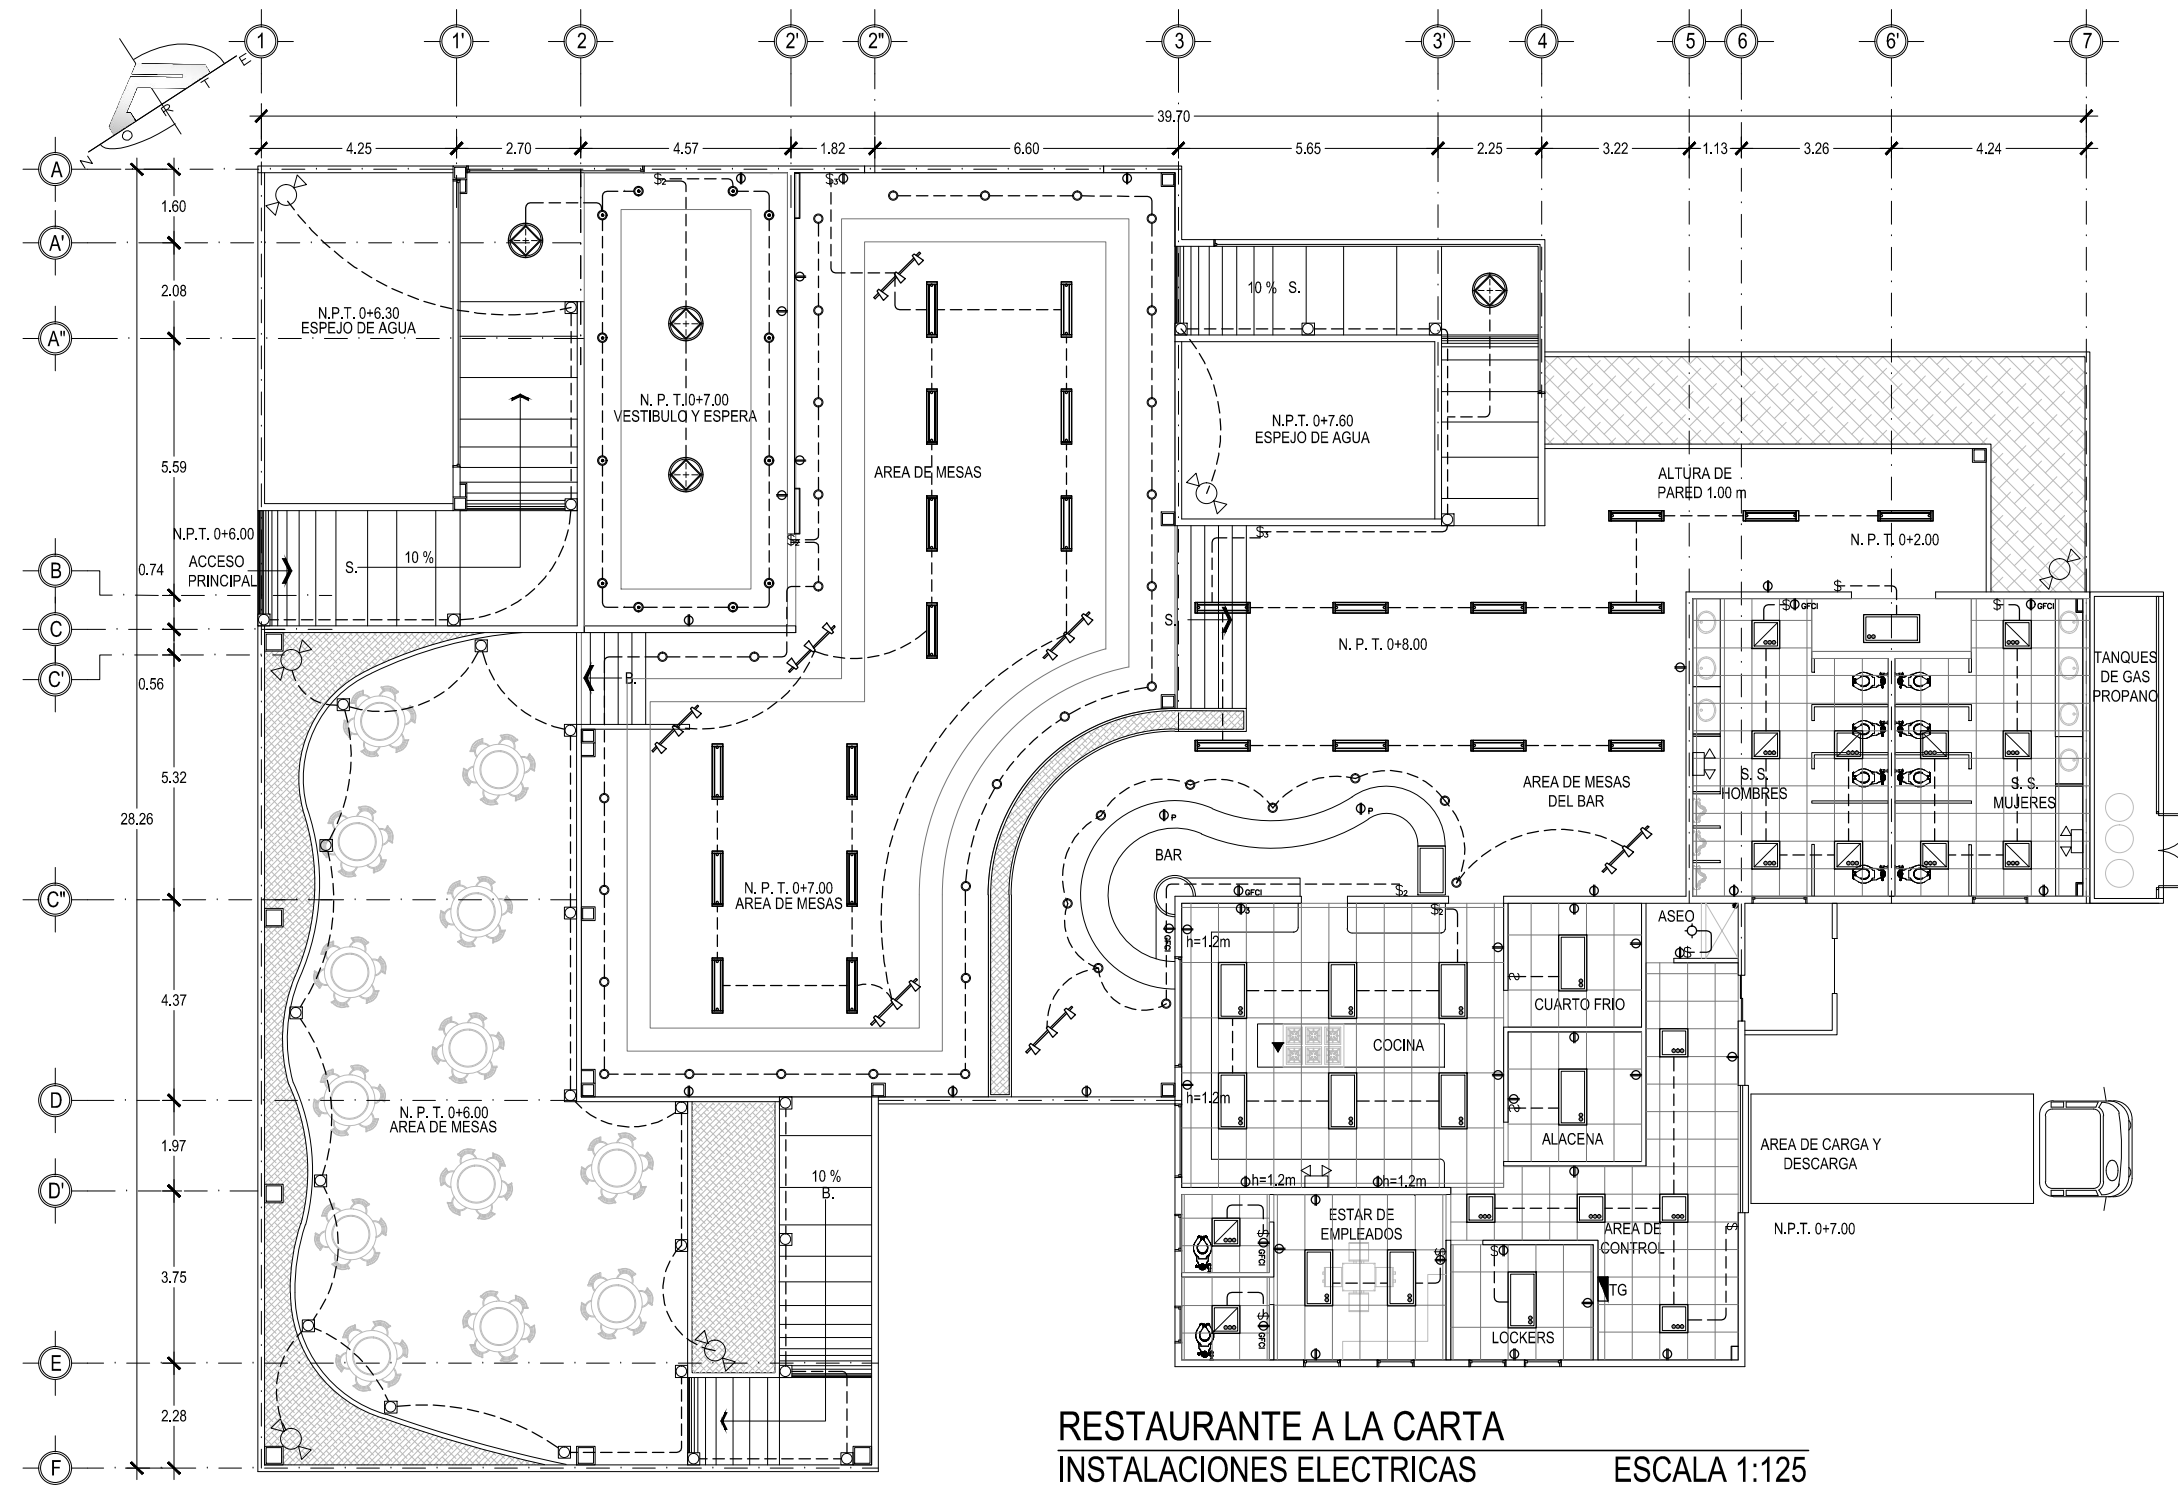 1
1'
2
2'
2"
3
3'
4
5
6
6'
7
N
O
R
T
E
39.70
4.25
2.70
4.57
1.82
6.60
5.65
2.25
3.22
1.13
3.26
4.24
A
A'
A"
B
C
C'
C"
D
D'
E
F
1.60
2.08
5.59
0.74
0.56
5.32
28.26
4.37
1.97
3.75
2.28
N.P.T. 0+6.30
ESPEJO DE AGUA
N. P. T. 0+7.00
VESTIBULO Y ESPERA
AREA DE MESAS
10 % S.
N.P.T. 0+7.60
ESPEJO DE AGUA
ALTURA DE
PARED 1.00 m
N. P. T. 0+2.00
N.P.T. 0+6.00
ACCESO
PRINCIPAL
S.
10 %
S.
B.
N. P. T. 0+8.00
GFCI
GFCI
TANQUES
DE GAS
PROPANO
S. S.
HOMBRES
S. S.
MUJERES
AREA DE MESAS
DEL BAR
P
P
BAR
N. P. T. 0+7.00
AREA DE MESAS
GFCI
GFCI
h=1.2m
ASEO
CUARTO FRIO
COCINA
h=1.2m
ALACENA
N. P. T. 0+6.00
AREA DE MESAS
10 %
B.
h=1.2m
h=1.2m
AREA DE CARGA Y
DESCARGA
N.P.T. 0+7.00
ESTAR DE
EMPLEADOS
AREA DE
CONTROL
GFCI
TG
LOCKERS
GFCI
RESTAURANTE A LA CARTA
INSTALACIONES ELECTRICAS ESCALA 1:125